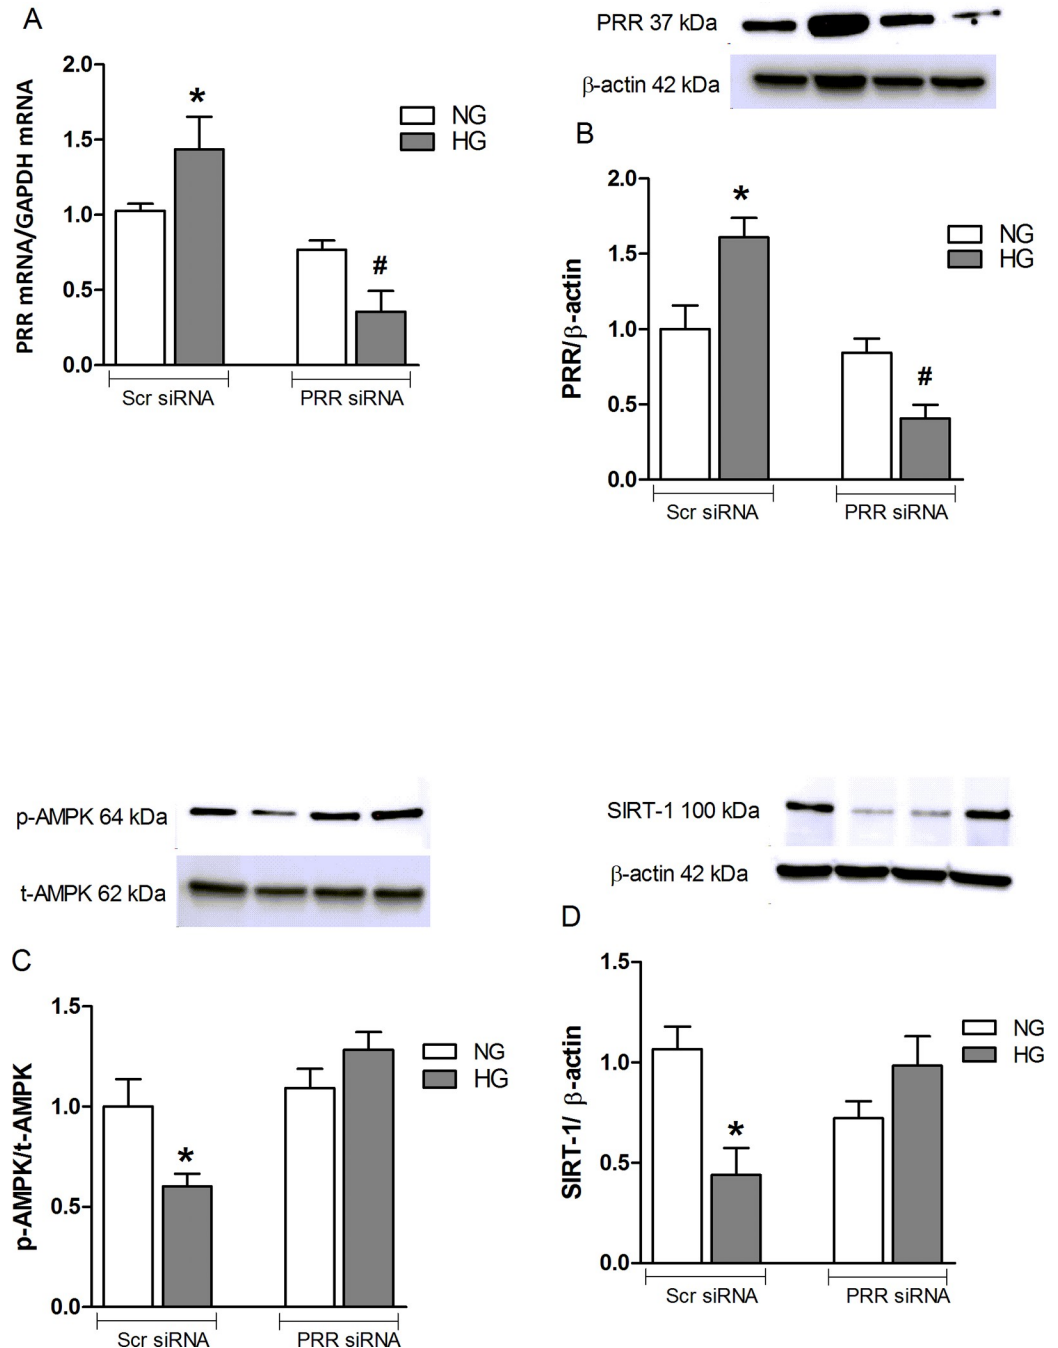 A
PRR mRNA/GAPDH mRNA
2.0
1.5
1.0
0.5
0.0
*
#
NG
HG
Scr siRNA
PRR siRNA
PRR 37 kDa
β-actin 42 kDa
B
PRR/β-actin
2.0
1.5
1.0
0.5
0.0
*
#
NG
HG
Scr siRNA
PRR siRNA
p-AMPK 64 kDa
t-AMPK 62 kDa
C
p-AMPK/t-AMPK
1.5
1.0
0.5
0.0
*
NG
HG
Scr siRNA
PRR siRNA
SIRT-1 100 kDa
β-actin 42 kDa
D
SIRT-1/ β-actin
1.5
1.0
0.5
0.0
*
NG
HG
Scr siRNA
PRR siRNA